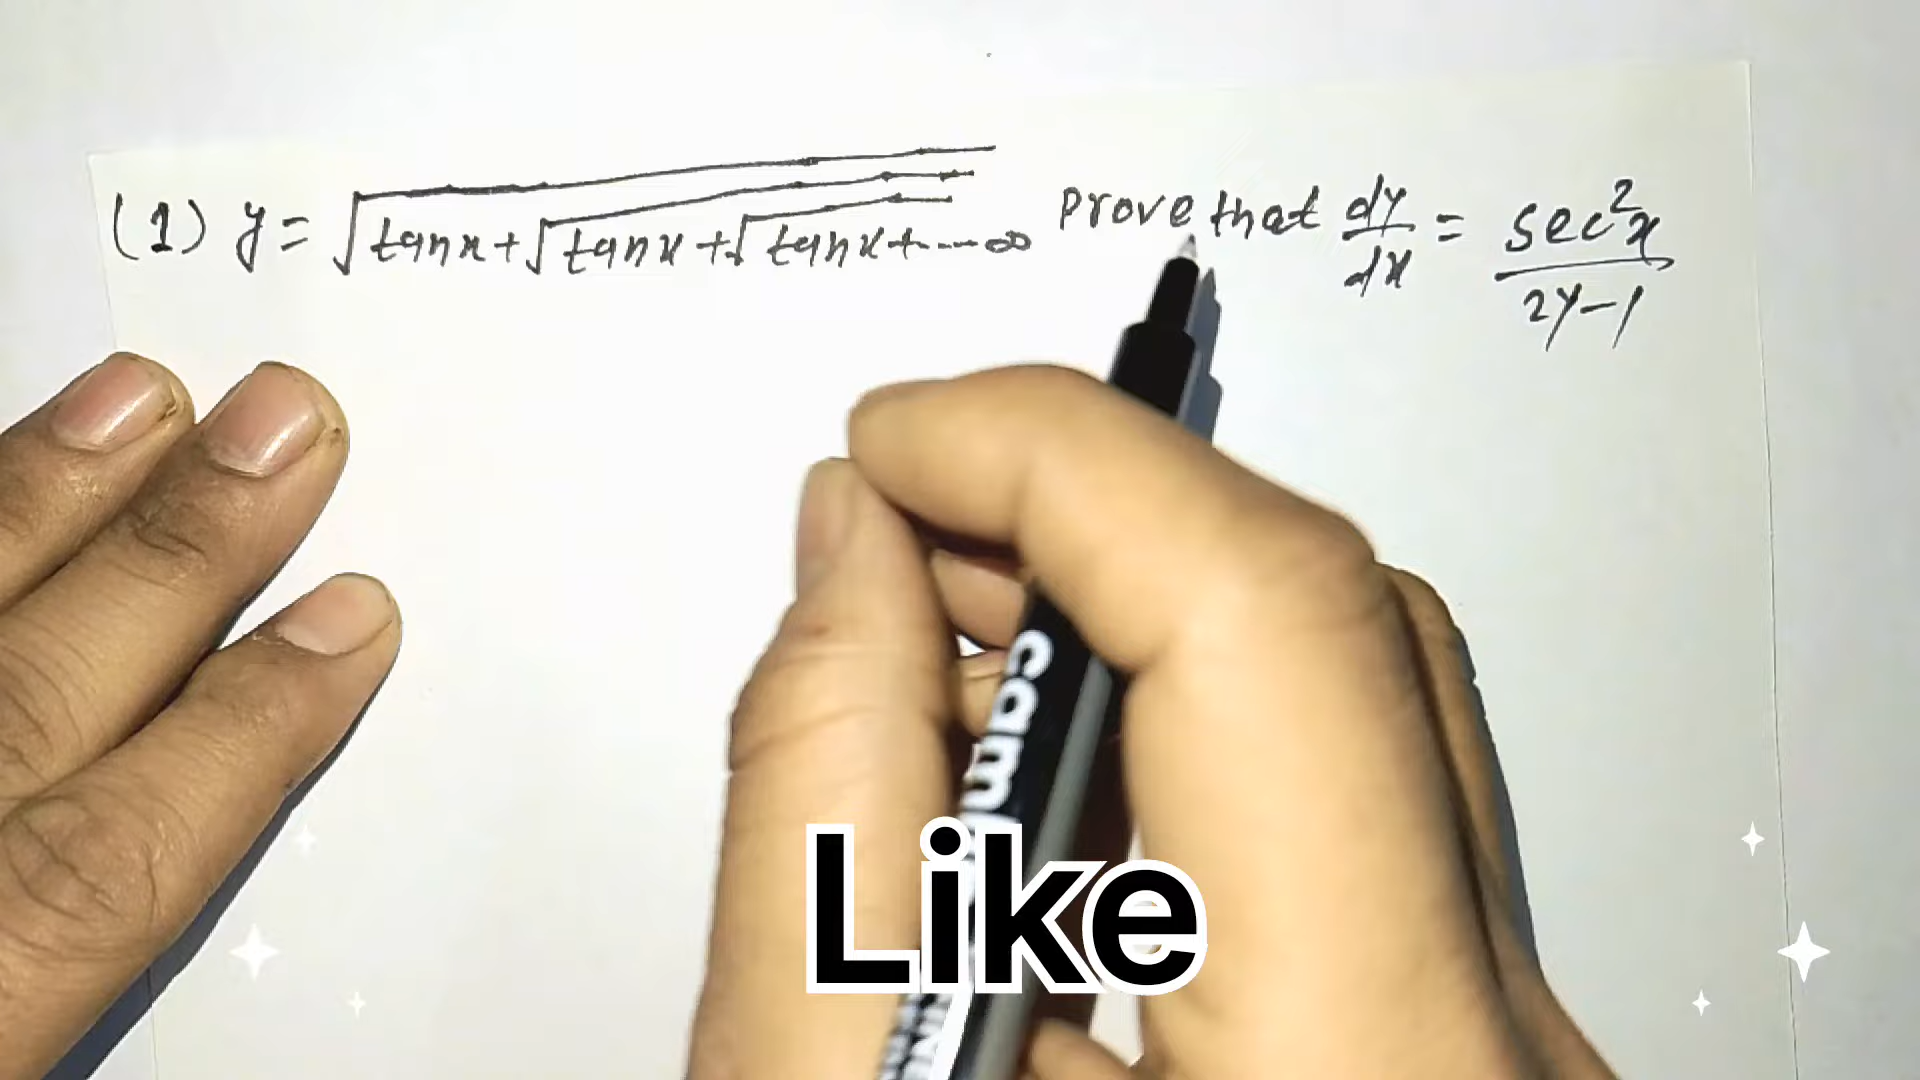 (1) y = √tanx + √tanx + √tanx + ---- ∞ prove that dy/dx = sec²x / 2y-1
Like